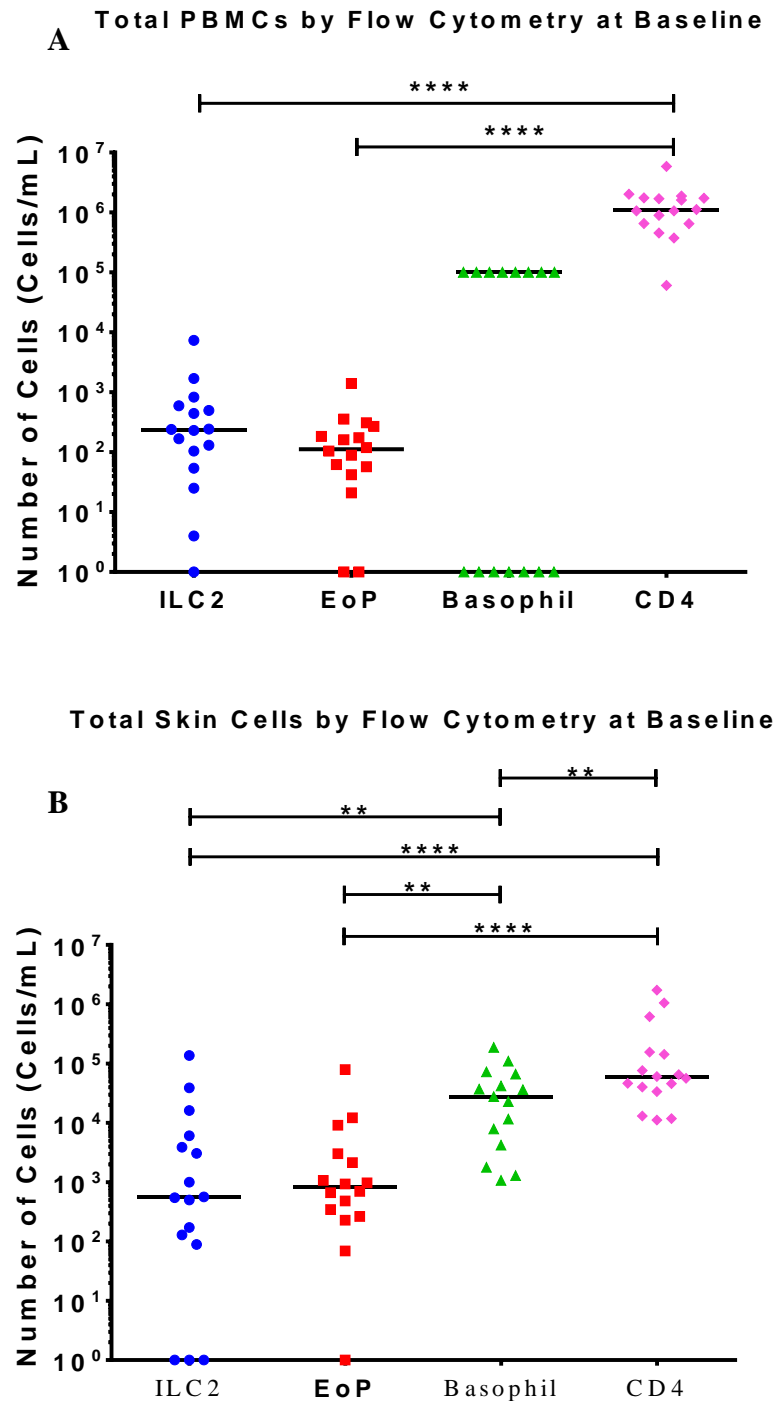 Total PBMCs by Flow Cytometry at Baseline
A
****
****
Number of Cells (Cells/mL)
10^7
10^6
10^5
10^4
10^3
10^2
10^1
10^0
ILC2 EoP Basophil CD4
Total Skin Cells by Flow Cytometry at Baseline
B
**
**
****
**
****
Number of Cells (Cells/mL)
10^7
10^6
10^5
10^4
10^3
10^2
10^1
10^0
ILC2 EoP Basophil CD4